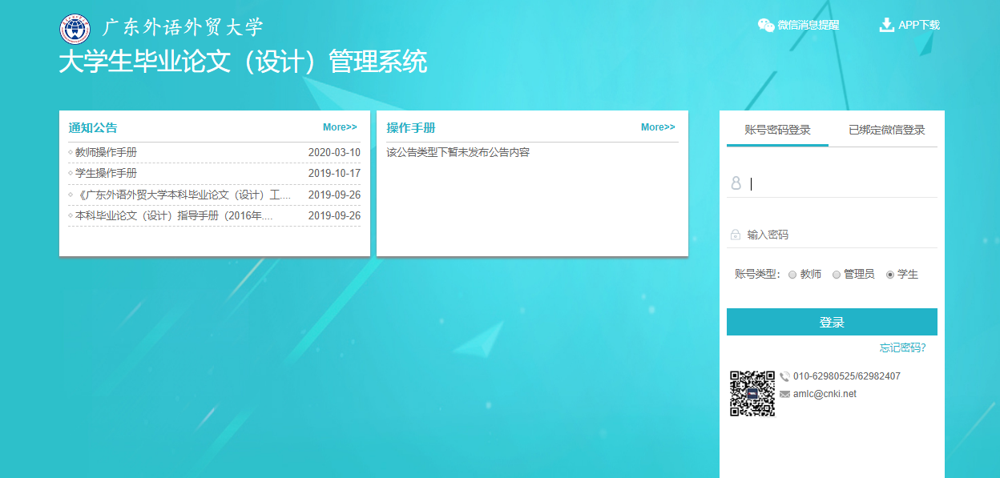 广东外语外贸大学
大学生毕业论文（设计）管理系统
微信消息提醒
APP下载
通知公告 More>>
教师操作手册 2020-03-10
学生操作手册 2019-10-17
《广东外语外贸大学本科毕业论文（设计）工.... 2019-09-26
本科毕业论文（设计）指导手册（2016年.... 2019-09-26
操作手册 More>>
该公告类型下暂未发布公告内容
账号密码登录 已绑定微信登录
输入密码
账号类型： 教师 管理员 学生
登录
忘记密码?
010-62980525/62982407
amlc@cnki.net